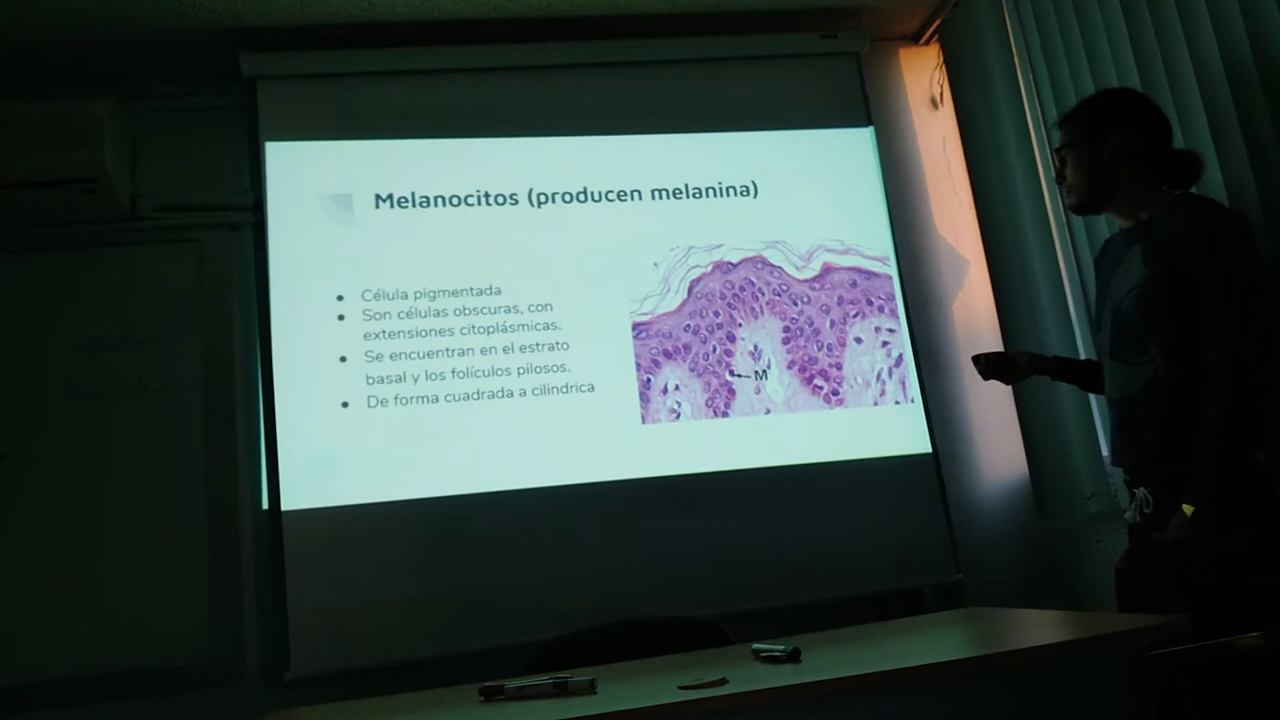 Melanocitos (producen melanina)
Célula pigmentada
Son células obscuras, con
extensiones citoplásmicas.
Se encuentran en el estrato
basal y los folículos pilosos.
De forma cuadrada a cilindrica
M